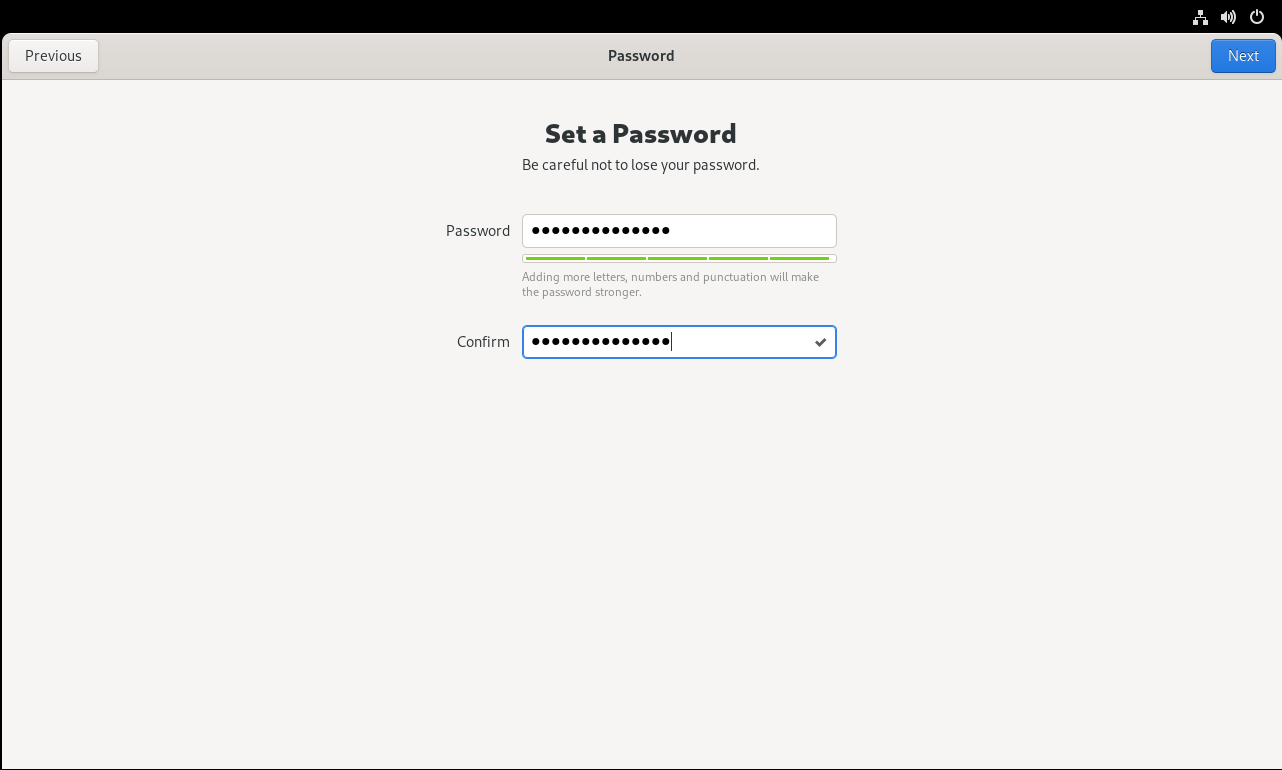 Previous
Password
Next
Set a Password
Be careful not to lose your password.
Password ●●●●●●●●●●●●●●
Adding more letters, numbers and punctuation will make
the password stronger.
Confirm ●●●●●●●●●●●●●●